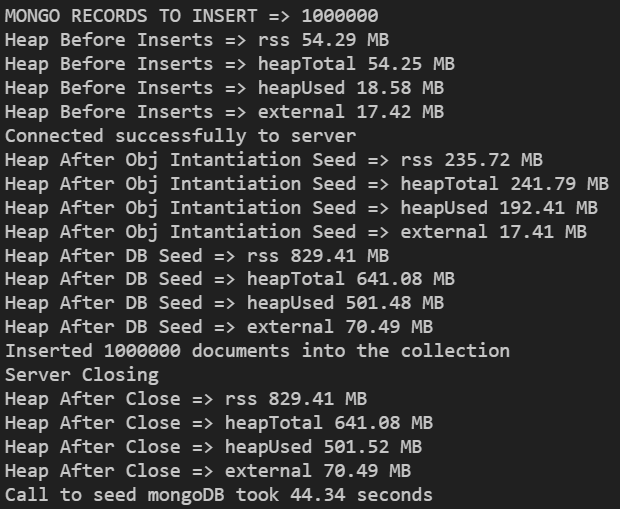 MONGO RECORDS TO INSERT => 1000000
Heap Before Inserts => rss 54.29 MB
Heap Before Inserts => heapTotal 54.25 MB
Heap Before Inserts => heapUsed 18.58 MB
Heap Before Inserts => external 17.42 MB
Connected successfully to server
Heap After Obj Intantiation Seed => rss 235.72 MB
Heap After Obj Intantiation Seed => heapTotal 241.79 MB
Heap After Obj Intantiation Seed => heapUsed 192.41 MB
Heap After Obj Intantiation Seed => external 17.41 MB
Heap After DB Seed => rss 829.41 MB
Heap After DB Seed => heapTotal 641.08 MB
Heap After DB Seed => heapUsed 501.48 MB
Heap After DB Seed => external 70.49 MB
Inserted 1000000 documents into the collection
Server Closing
Heap After Close => rss 829.41 MB
Heap After Close => heapTotal 641.08 MB
Heap After Close => heapUsed 501.52 MB
Heap After Close => external 70.49 MB
Call to seed mongoDB took 44.34 seconds